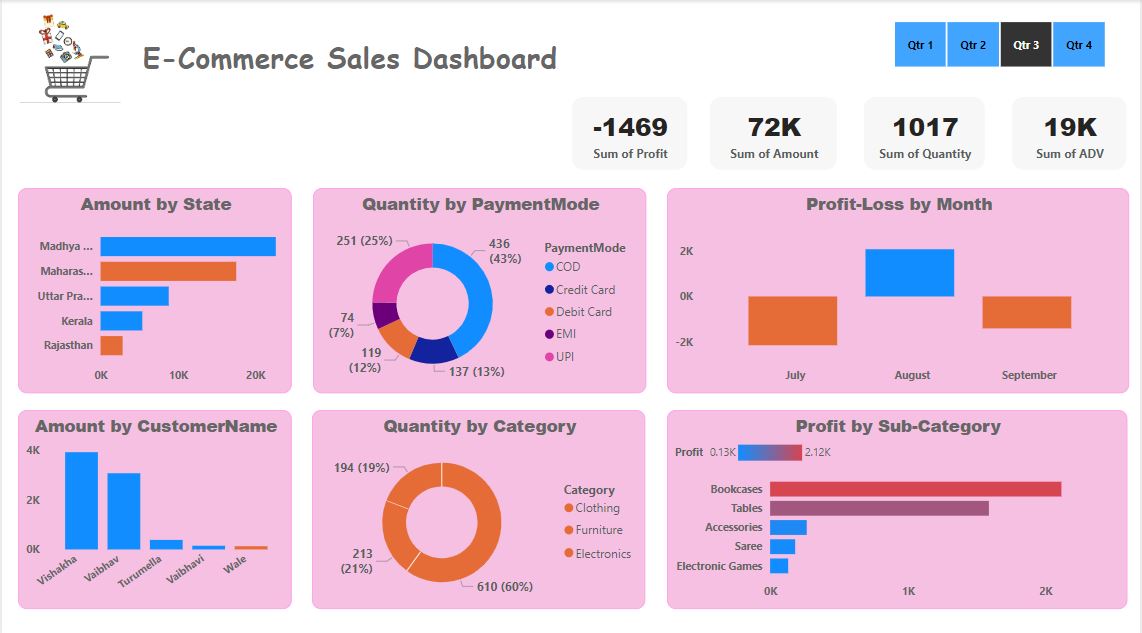 E-Commerce Sales Dashboard
Qtr 1
Qtr 2
Qtr 3
Qtr 4
-1469
Sum of Profit
72K
Sum of Amount
1017
Sum of Quantity
19K
Sum of ADV
Amount by State
Madhya ...
Maharas...
Uttar Pra...
Kerala
Rajasthan
0K
10K
20K
Quantity by PaymentMode
251 (25%)
436
(43%)
74
(7%)
119
(12%)
137 (13%)
PaymentMode
COD
Credit Card
Debit Card
EMI
UPI
Profit-Loss by Month
2K
0K
-2K
July
August
September
Amount by CustomerName
4K
2K
0K
Vishakha
Vaibhav
Turumella
Vaibhavi
Wale
Quantity by Category
194 (19%)
213
(21%)
610 (60%)
Category
Clothing
Furniture
Electronics
Profit by Sub-Category
Profit 0.13K 2.12K
Bookcases
Tables
Accessories
Saree
Electronic Games
0K
1K
2K